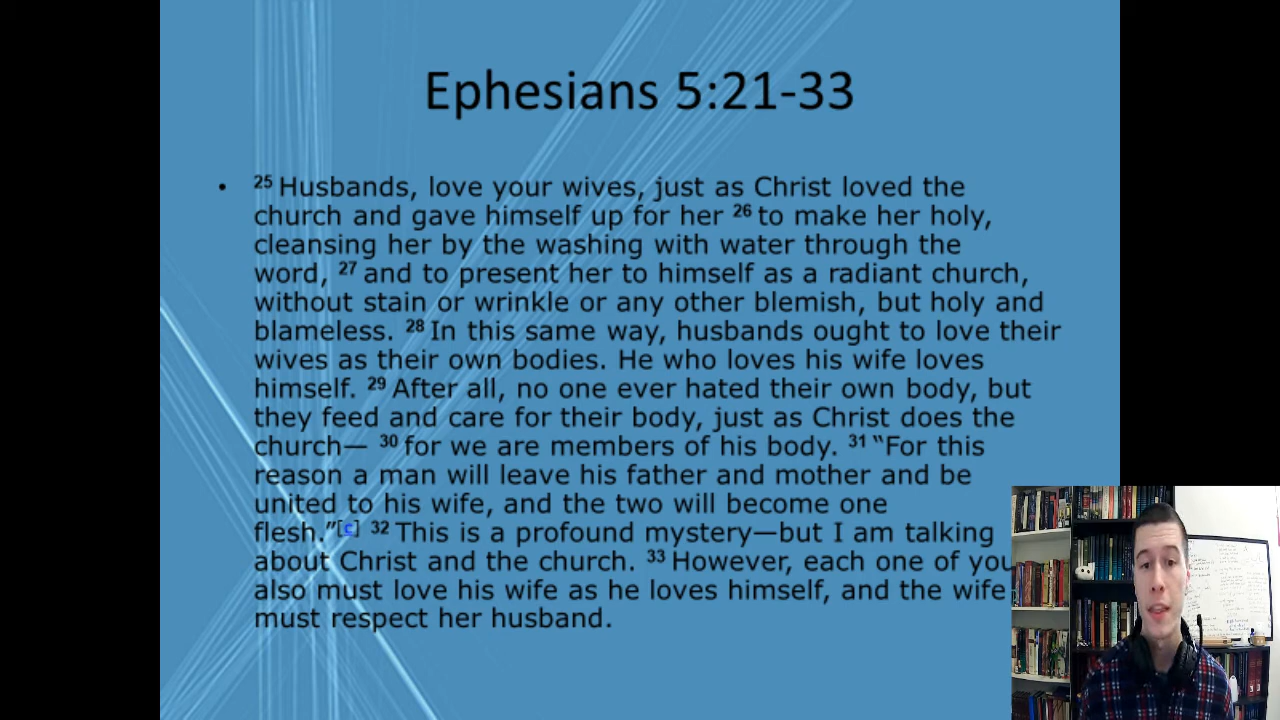 Ephesians 5:21-33
• 25 Husbands, love your wives, just as Christ loved the
church and gave himself up for her 26 to make her holy,
cleansing her by the washing with water through the
word, 27 and to present her to himself as a radiant church,
without stain or wrinkle or any other blemish, but holy and
blameless. 28 In this same way, husbands ought to love their
wives as their own bodies. He who loves his wife loves
himself. 29 After all, no one ever hated their own body, but
they feed and care for their body, just as Christ does the
church— 30 for we are members of his body. 31 “For this
reason a man will leave his father and mother and be
united to his wife, and the two will become one
flesh.”[c] 32 This is a profound mystery—but I am talking
about Christ and the church. 33 However, each one of you
also must love his wife as he loves himself, and the wife
must respect her husband.